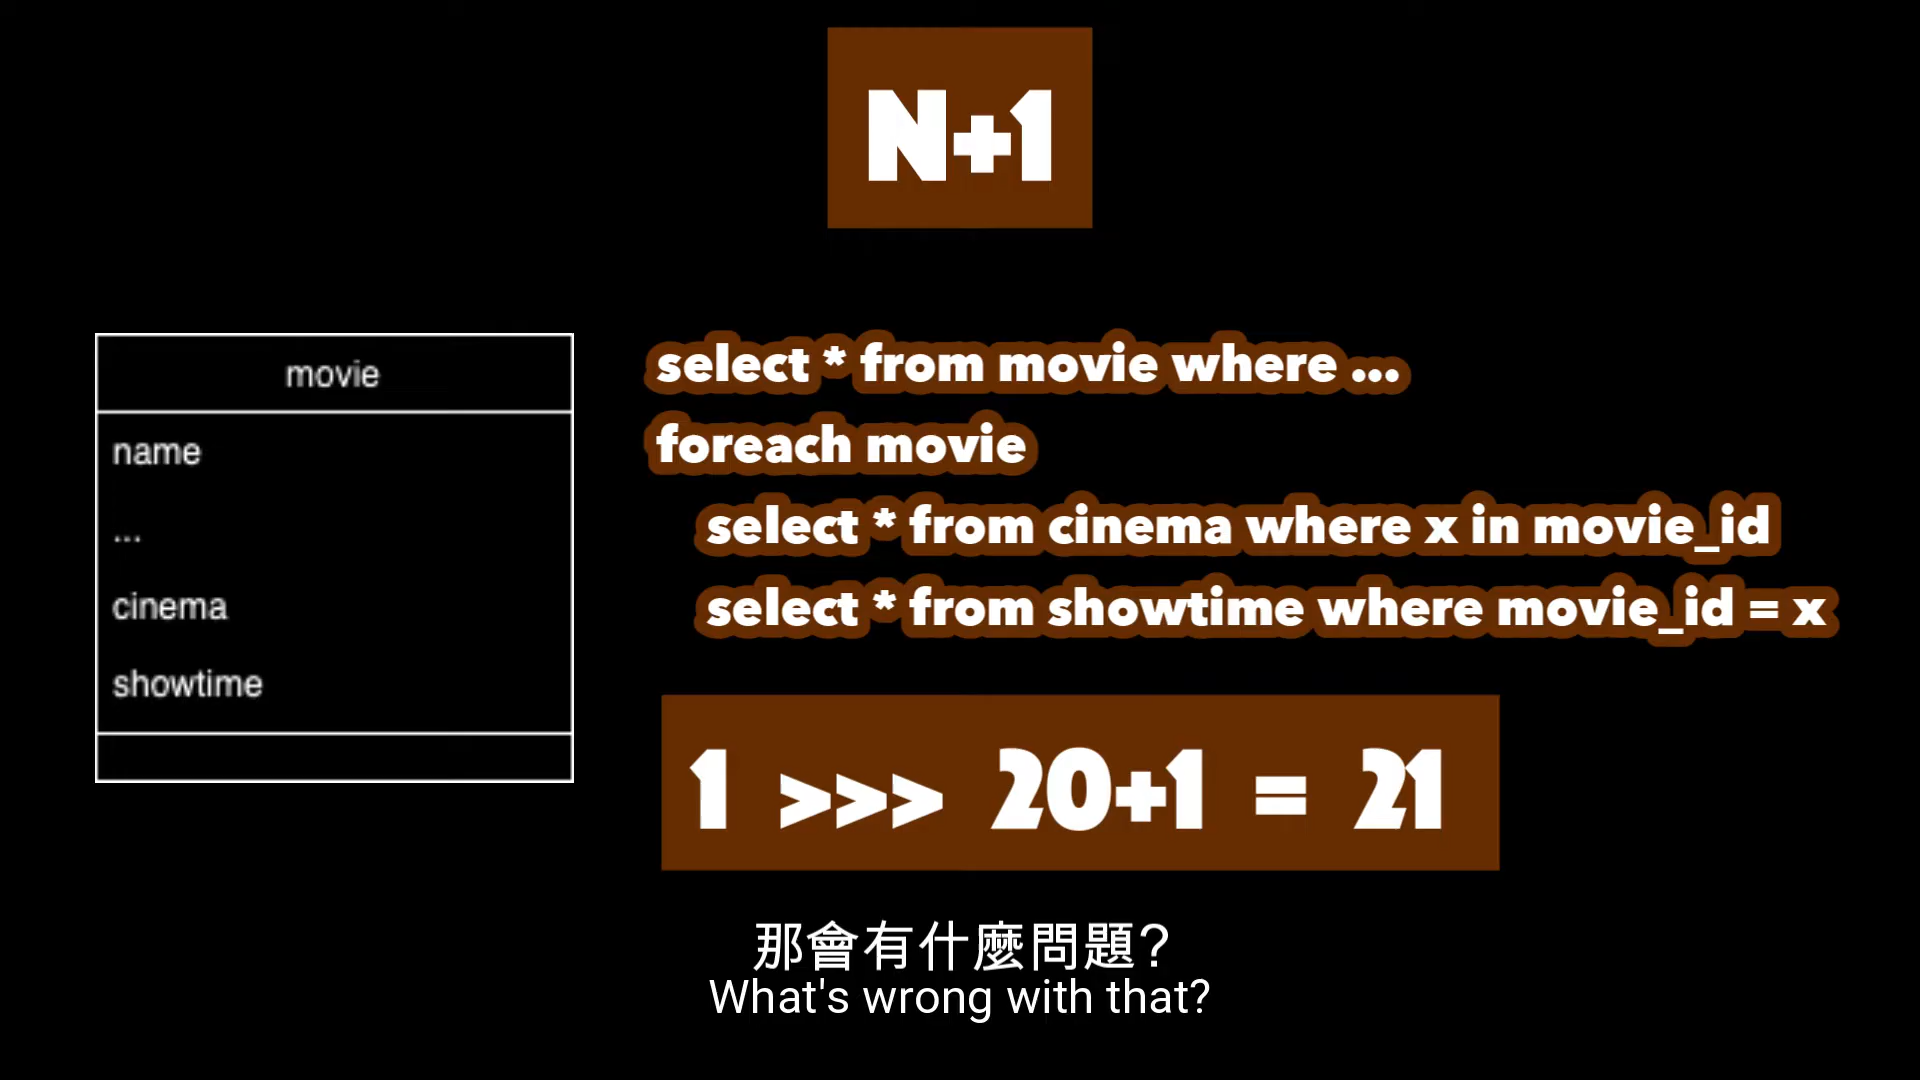 N+1
movie
name
...
cinema
showtime
select * from movie where ...
foreach movie
select * from cinema where x in movie_id
select * from showtime where movie_id = x
1 >>> 20+1 = 21
那會有什麼問題?
What's wrong with that?